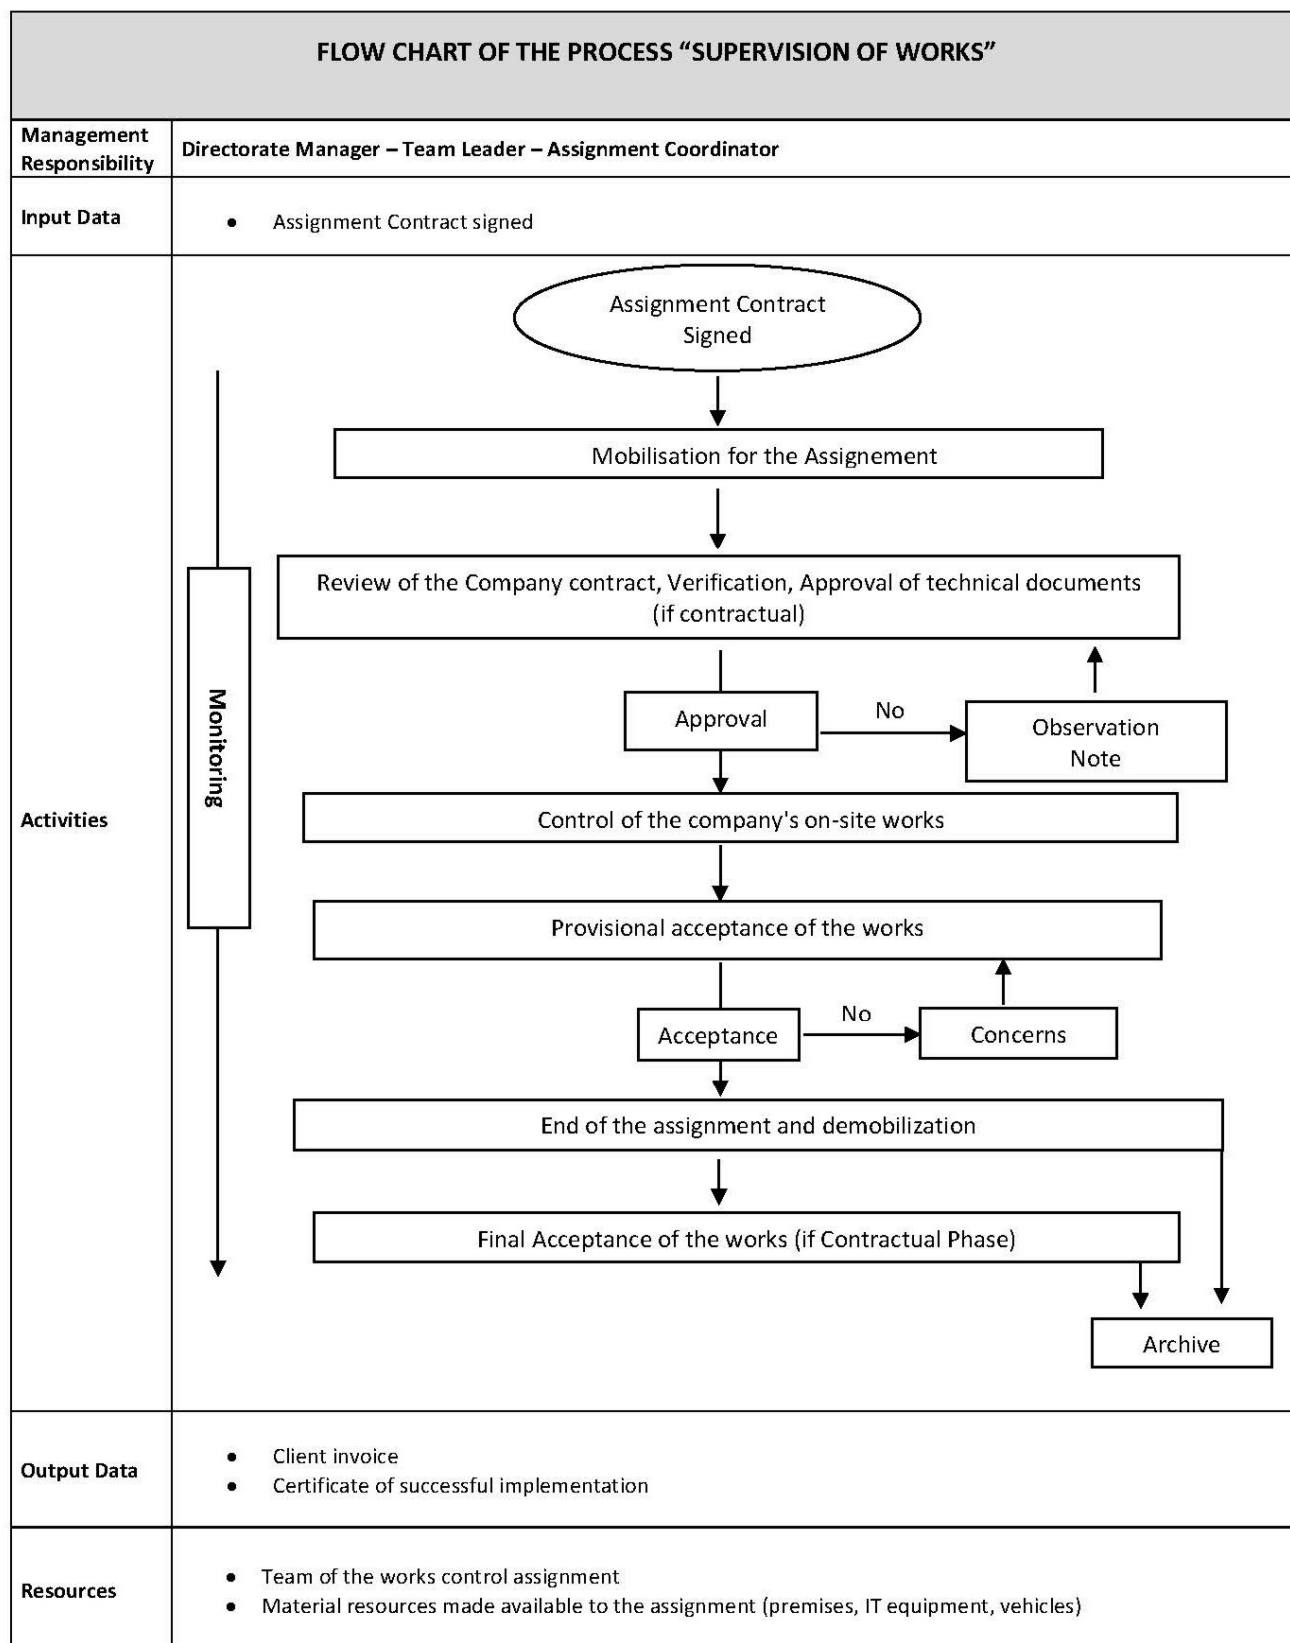 FLOW CHART OF THE PROCESS “SUPERVISION OF WORKS”
Management
Responsibility
Directorate Manager – Team Leader – Assignment Coordinator
Input Data
• Assignment Contract signed
Activities
Monitoring
Assignment Contract
Signed
Mobilisation for the Assignement
Review of the Company contract, Verification, Approval of technical documents
(if contractual)
Approval
No
Observation
Note
Control of the company's on-site works
Provisional acceptance of the works
Acceptance
No
Concerns
End of the assignment and demobilization
Final Acceptance of the works (if Contractual Phase)
Archive
Output Data
• Client invoice
• Certificate of successful implementation
Resources
• Team of the works control assignment
• Material resources made available to the assignment (premises, IT equipment, vehicles)